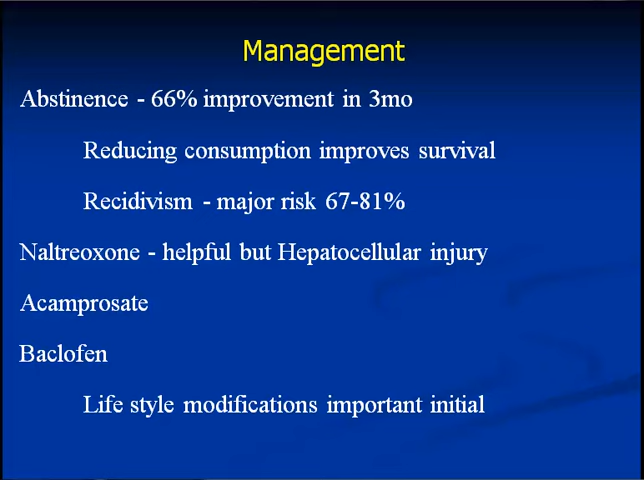 Management
Abstinence - 66% improvement in 3mo
Reducing consumption improves survival
Recidivism - major risk 67-81%
Naltreoxone - helpful but Hepatocellular injury
Acamprosate
Baclofen
Life style modifications important initial